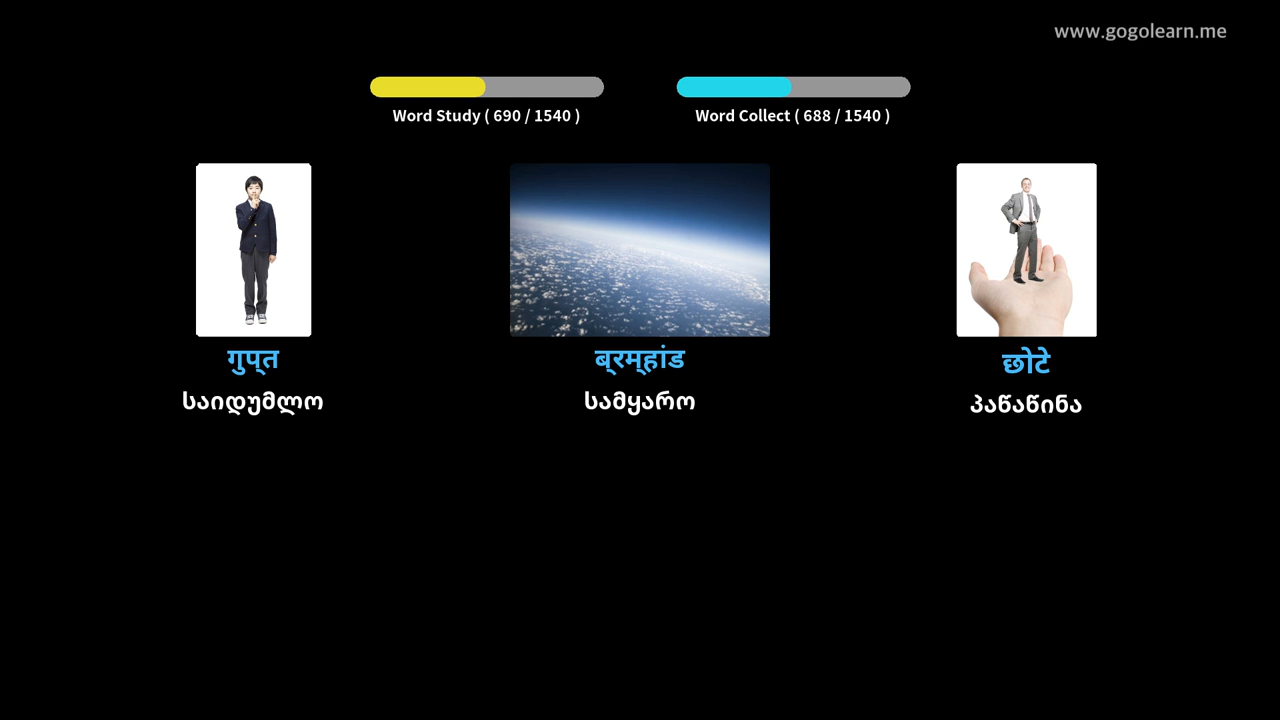 www.gogolearn.me
Word Study ( 690 / 1540 )
Word Collect ( 688 / 1540 )
गुप्त
ब्रम्हांड
छोटे
საიდუმლო
სამყარო
პაწაწინა